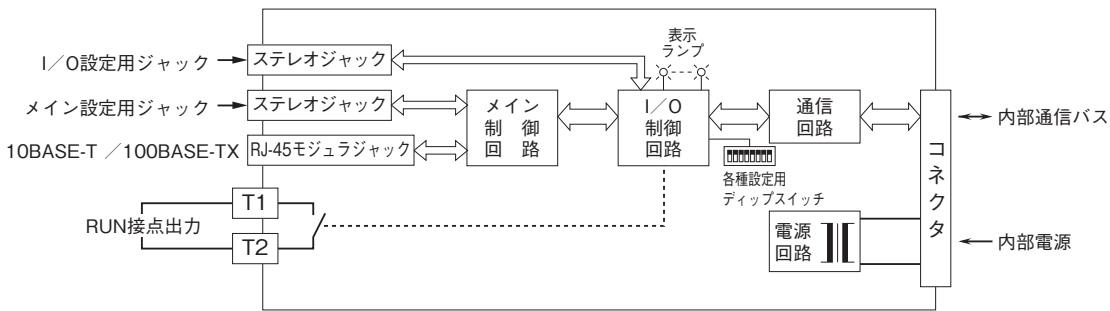 I／O設定用ジャック
ステレオジャック
メイン設定用ジャック
ステレオジャック
10BASE-T ／100BASE-TX
RJ-45モジュラジャック
メイン
制 御
回 路
表示
ランプ
I／O
制御
回路
各種設定用
ディップスイッチ
通信
回路
コネクタ
内部通信バス
T1
RUN接点出力
T2
電源
回路
内部電源